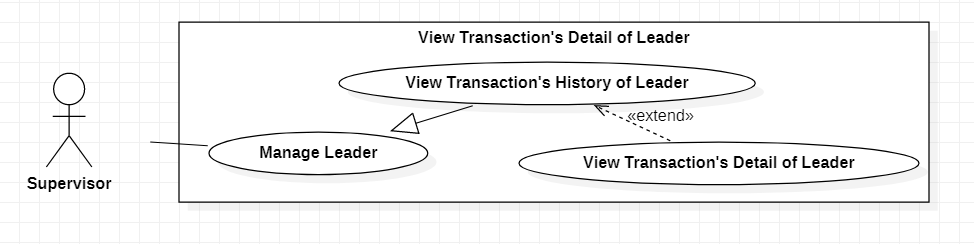 View Transaction's Detail of Leader
View Transaction's History of Leader
«extend»
Manage Leader
View Transaction's Detail of Leader
Supervisor